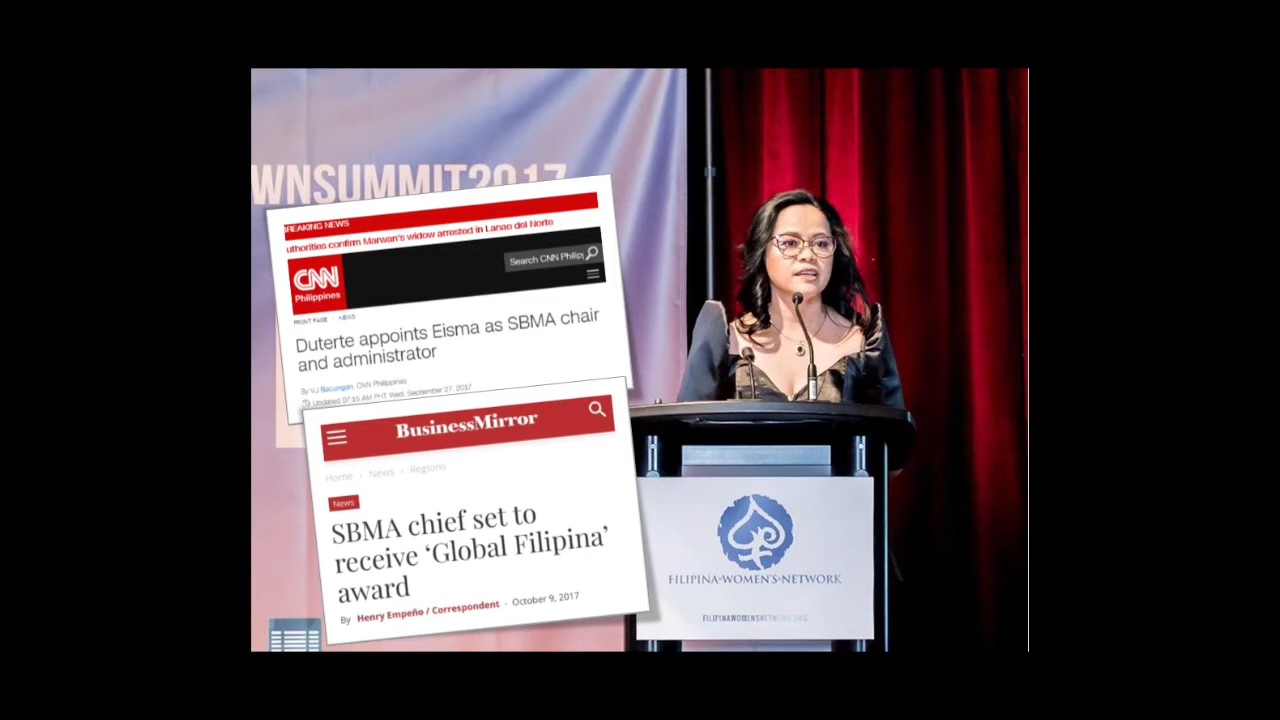 WNSUMMIT2017
BREAKING NEWS
uthorities confirm Marwan's widow arrested in Lanao del Norte
CNN
Philippines
Search CNN Philip
FRONT PAGE NEWS
Duterte appoints Eisma as SBMA chair
and administrator
By VJ Bacungan, CNN Philippines
Updated 07:15 AM PHT Wed, September 27, 2017
BusinessMirror
Home › News › Regions
News
SBMA chief set to
receive ‘Global Filipina’
award
By Henry Empeño / Correspondent - October 9, 2017
FILIPINA WOMEN'S NETWORK
FILIPINAWOMENSNETWORK.ORG